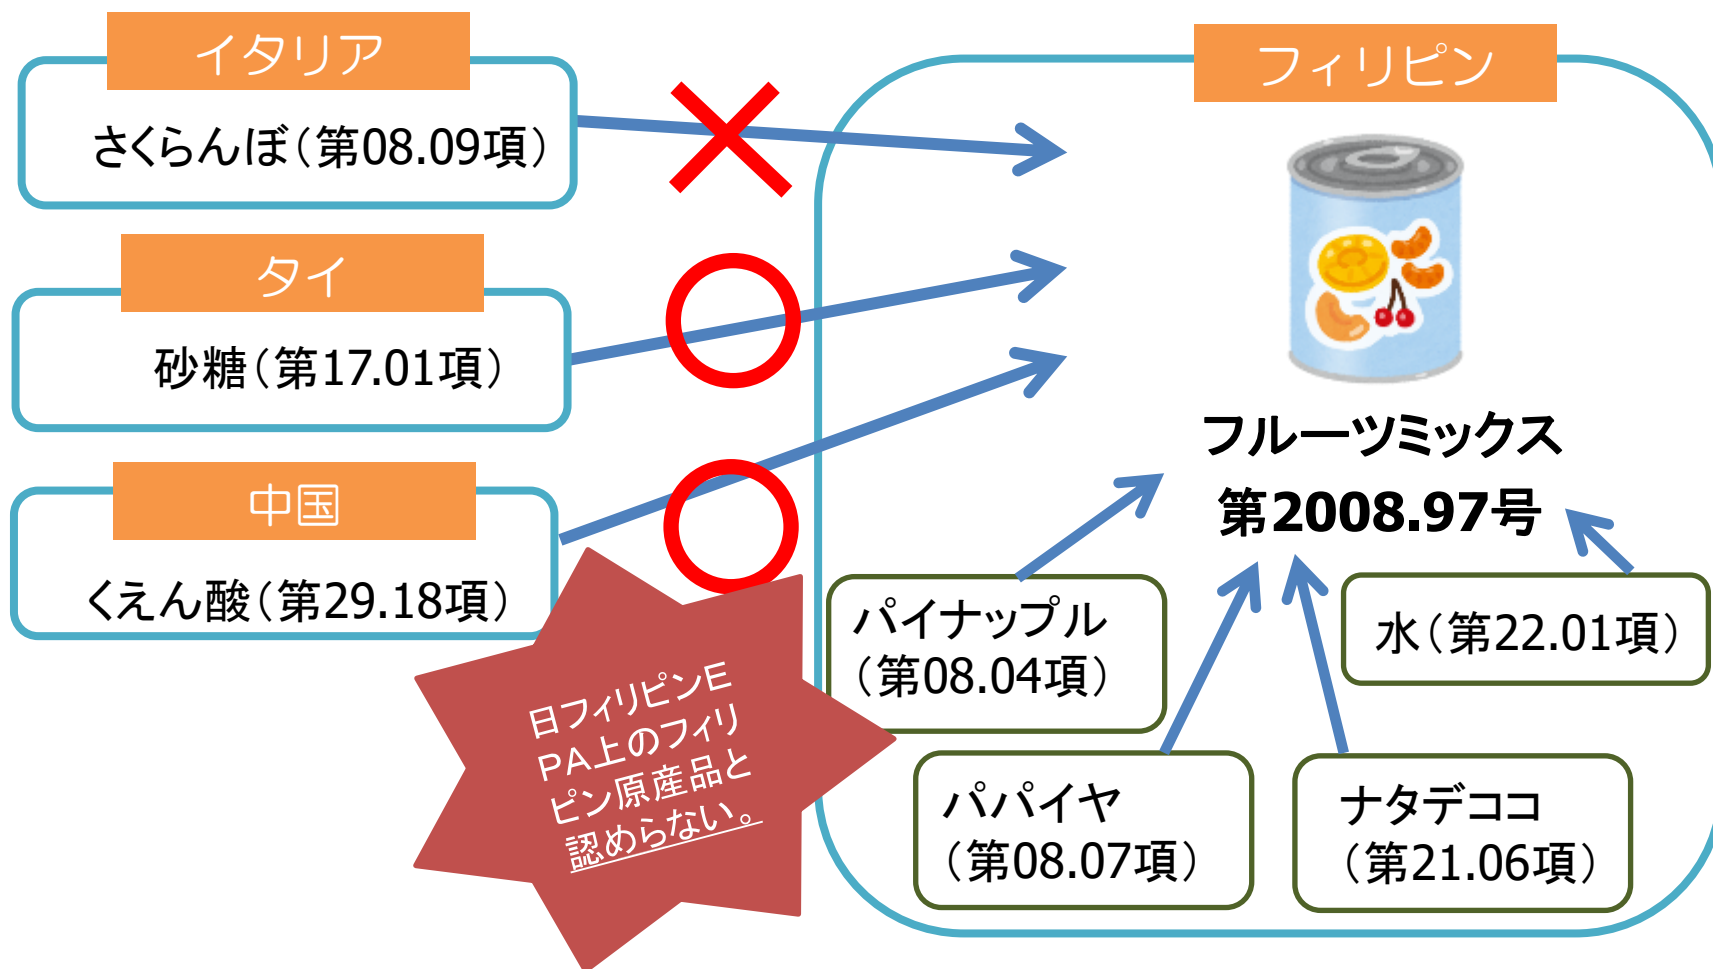 イタリア
さくらんぼ（第08.09項）
タイ
砂糖（第17.01項）
中国
くえん酸（第29.18項）
日フィリピンE
PA上のフィリ
ピン原産品と
認めらない。
フィリピン
フルーツミックス
第2008.97号
パイナップル
（第08.04項）
水（第22.01項）
パパイヤ
（第08.07項）
ナタデココ
（第21.06項）